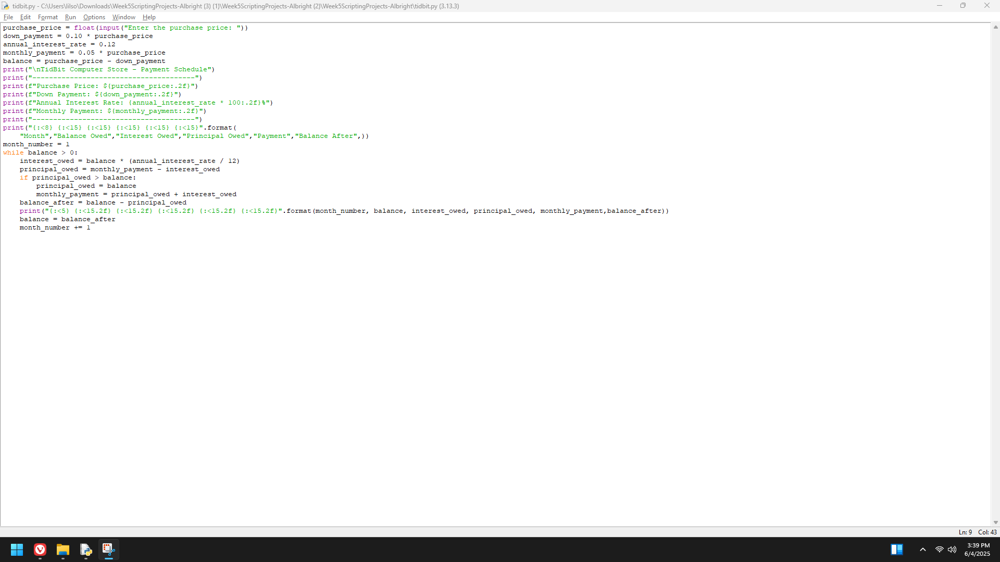 tidbit.py - C:\Users\lilso\Downloads\Week5ScriptingProjects-Albright (3) (1)\Week5ScriptingProjects-Albright (2)\Week5ScriptingProjects-Albright\tidbit.py (3.13.3)
File Edit Format Run Options Window Help
purchase_price = float(input("Enter the purchase price: "))
down_payment = 0.10 * purchase_price
annual_interest_rate = 0.12
monthly_payment = 0.05 * purchase_price
balance = purchase_price - down_payment
print("\nTidBit Computer Store - Payment Schedule")
print("---------------------------------------")
print(f"Purchase Price: ${purchase_price:.2f}")
print(f"Down Payment: ${down_payment:.2f}")
print(f"Annual Interest Rate: {annual_interest_rate * 100:.2f}%")
print(f"Monthly Payment: ${monthly_payment:.2f}")
print("---------------------------------------")
print("{:<8} {:<15} {:<15} {:<15} {:<15} {:<15}".format(
    "Month","Balance Owed","Interest Owed","Principal Owed","Payment","Balance After",))
month_number = 1
while balance > 0:
    interest_owed = balance * (annual_interest_rate / 12)
    principal_owed = monthly_payment - interest_owed
    if principal_owed > balance:
        principal_owed = balance
        monthly_payment = principal_owed + interest_owed
    balance_after = balance - principal_owed
    print("{:<5} {:<15.2f} {:<15.2f} {:<15.2f} {:<15.2f} {:<15.2f}".format(month_number, balance, interest_owed, principal_owed, monthly_payment,balance_after))
    balance = balance_after
    month_number += 1
Ln: 9 Col: 43
3:39 PM
6/4/2025